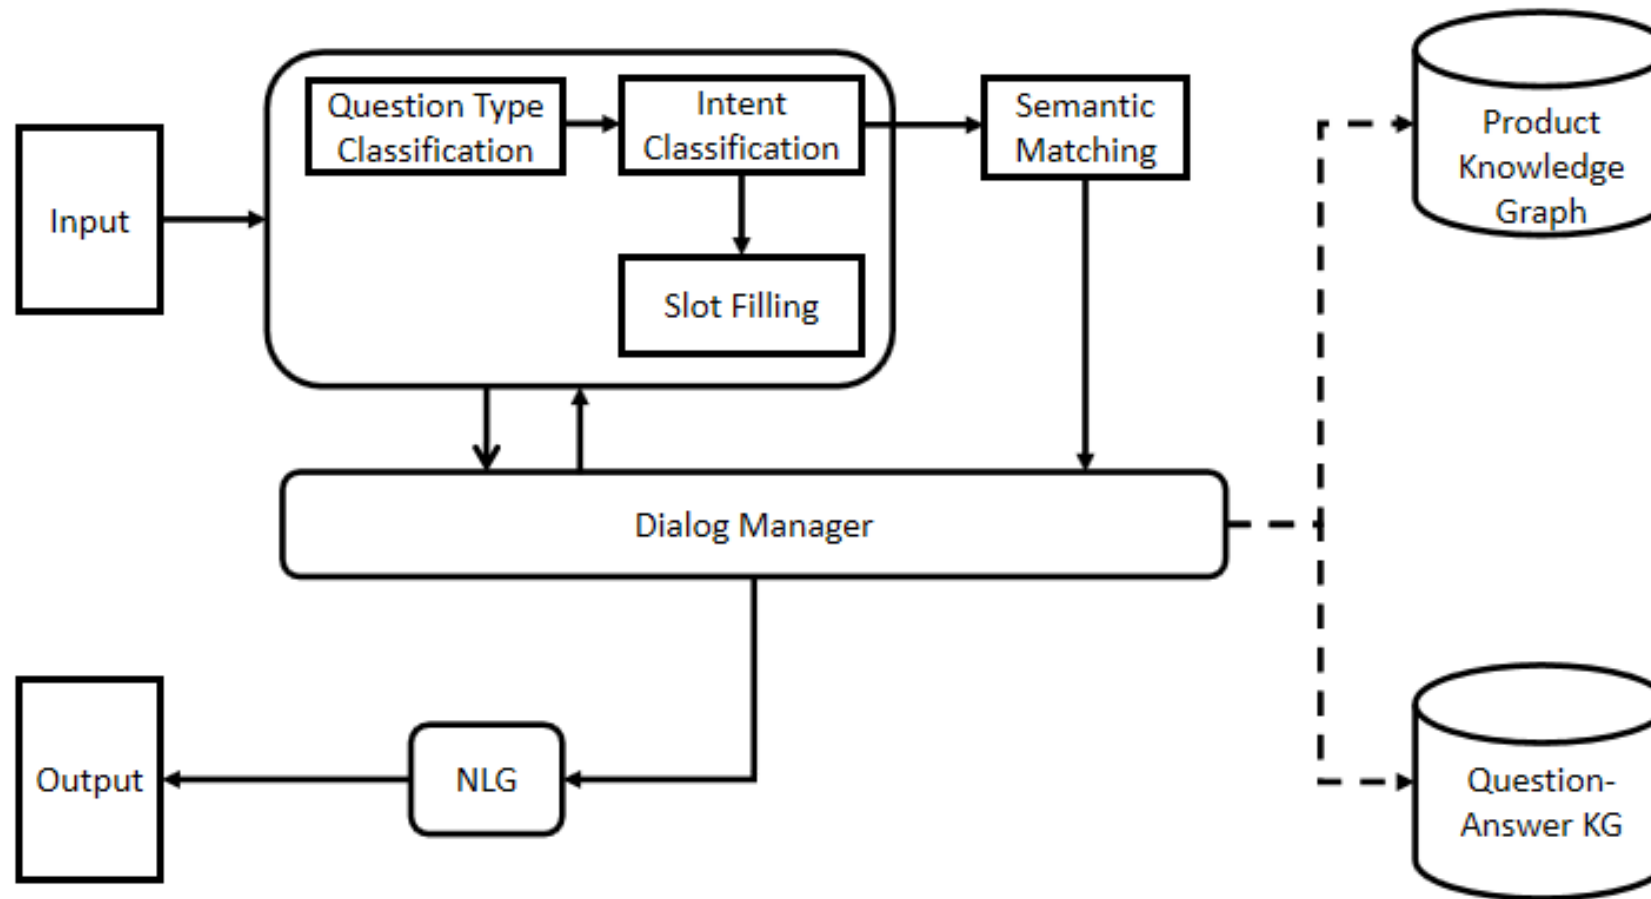 Question Type
Classification
Intent
Classification
Semantic
Matching
Product
Knowledge
Graph
Input
Slot Filling
Dialog Manager
Output
NLG
Question-
Answer KG